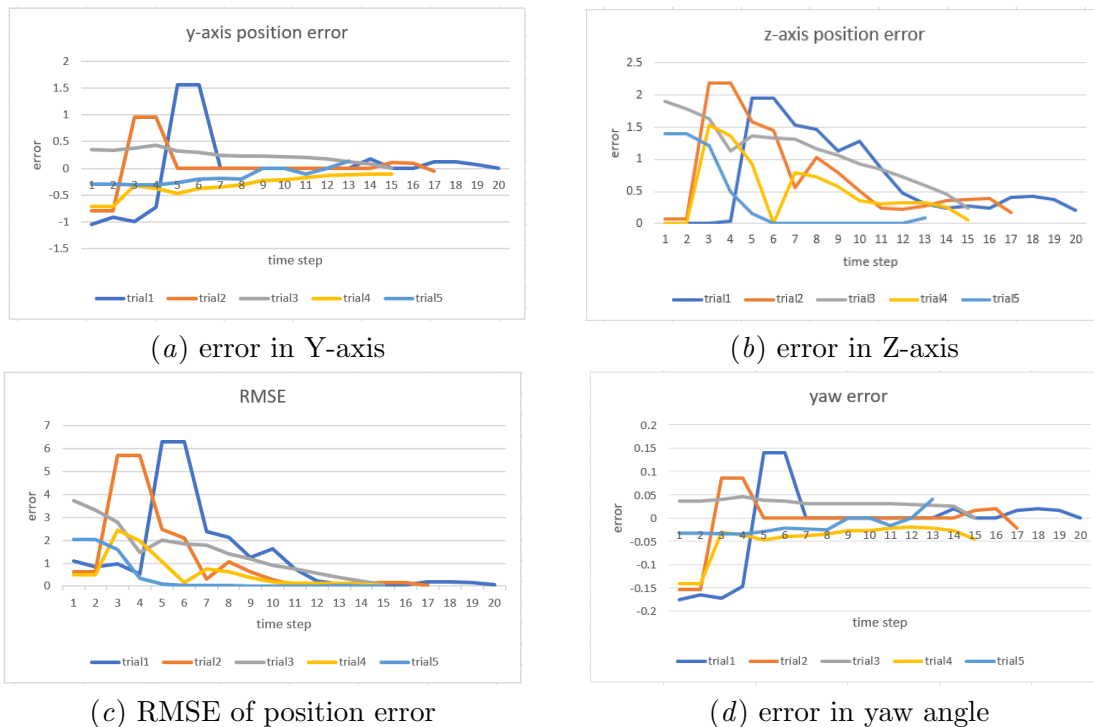 y-axis position error
2
1.5
1
0.5
0
-0.5
-1
-1.5
error
1 2 3 4 5 6 7 8 9 10 11 12 13 14 15 16 17 18 19 20
time step
trial1 trial2 trial3 trial4 trial5
(a) error in Y-axis
z-axis position error
2.5
2
1.5
1
0.5
0
error
1 2 3 4 5 6 7 8 9 10 11 12 13 14 15 16 17 18 19 20
time step
trial1 trial2 trial3 trial4 trial5
(b) error in Z-axis
RMSE
7
6
5
4
3
2
1
0
error
1 2 3 4 5 6 7 8 9 10 11 12 13 14 15 16 17 18 19 20
time step
trial1 trial2 trial3 trial4 trial5
(c) RMSE of position error
yaw error
0.2
0.15
0.1
0.05
0
-0.05
-0.1
-0.15
-0.2
error
1 2 3 4 5 6 7 8 9 10 11 12 13 14 15 16 17 18 19 20
time step
trial1 trial2 trial3 trial4 trial5
(d) error in yaw angle